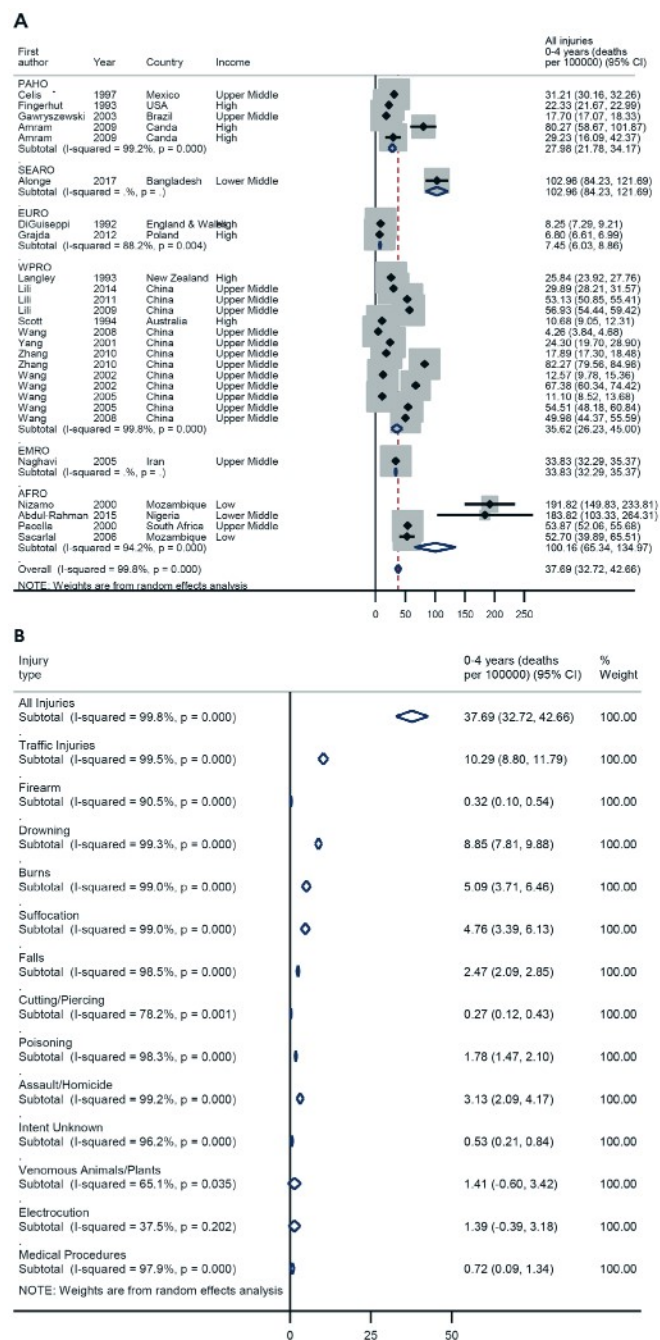 A
First author Year Country Income All injuries 0-4 years (deaths per 100000) (95% CI)
PAHO
Celis 1997 Mexico Upper Middle 31.21 (30.16, 32.26)
Fingerhut 1993 USA High 22.33 (21.67, 22.99)
Gawryszewski 2003 Brazil Upper Middle 17.70 (17.07, 18.33)
Amram 2009 Canda High 80.27 (58.67, 101.87)
Amram 2009 Canda High 29.23 (16.09, 42.37)
Subtotal (I-squared = 99.2%, p = 0.000) 27.98 (21.78, 34.17)
.
SEARO
Alonge 2017 Bangladesh Lower Middle 102.96 (84.23, 121.69)
Subtotal (I-squared = .%, p = .) 102.96 (84.23, 121.69)
.
EURO
DiGuiseppi 1992 England & Wales High 8.25 (7.29, 9.21)
Grajda 2012 Poland High 6.80 (6.61, 6.99)
Subtotal (I-squared = 88.2%, p = 0.004) 7.45 (6.03, 8.86)
.
WPRO
Langley 1993 New Zealand High 25.84 (23.92, 27.76)
Lili 2014 China Upper Middle 29.89 (28.21, 31.57)
Lili 2011 China Upper Middle 53.13 (50.85, 55.41)
Lili 2009 China Upper Middle 56.93 (54.44, 59.42)
Scott 1994 Australia High 10.68 (9.05, 12.31)
Wang 2008 China Upper Middle 4.26 (3.84, 4.68)
Yang 2001 China Upper Middle 24.30 (19.70, 28.90)
Zhang 2010 China Upper Middle 17.89 (17.30, 18.48)
Zhang 2010 China Upper Middle 82.27 (79.56, 84.98)
Wang 2002 China Upper Middle 12.57 (9.78, 15.36)
Wang 2002 China Upper Middle 67.38 (60.34, 74.42)
Wang 2005 China Upper Middle 11.10 (8.52, 13.68)
Wang 2005 China Upper Middle 54.51 (48.18, 60.84)
Wang 2008 China Upper Middle 49.98 (44.37, 55.59)
Subtotal (I-squared = 99.8%, p = 0.000) 35.62 (26.23, 45.00)
.
EMRO
Naghavi 2005 Iran Upper Middle 33.83 (32.29, 35.37)
Subtotal (I-squared = .%, p = .) 33.83 (32.29, 35.37)
.
AFRO
Nizamo 2000 Mozambique Low 191.82 (149.83, 233.81)
Abdul-Rahman 2015 Nigeria Lower Middle 183.82 (103.33, 264.31)
Pacella 2000 South Africa Upper Middle 53.87 (52.06, 55.68)
Sacarlal 2006 Mozambique Low 52.70 (39.89, 65.51)
Subtotal (I-squared = 94.2%, p = 0.000) 100.16 (65.34, 134.97)
.
Overall (I-squared = 99.8%, p = 0.000) 37.69 (32.72, 42.66)
NOTE: Weights are from random effects analysis
0 50 100 150 200 250
B
Injury type 0-4 years (deaths per 100000) (95% CI) % Weight
All Injuries
Subtotal (I-squared = 99.8%, p = 0.000) 37.69 (32.72, 42.66) 100.00
.
Traffic Injuries
Subtotal (I-squared = 99.5%, p = 0.000) 10.29 (8.80, 11.79) 100.00
.
Firearm
Subtotal (I-squared = 90.5%, p = 0.000) 0.32 (0.10, 0.54) 100.00
.
Drowning
Subtotal (I-squared = 99.3%, p = 0.000) 8.85 (7.81, 9.88) 100.00
.
Burns
Subtotal (I-squared = 99.0%, p = 0.000) 5.09 (3.71, 6.46) 100.00
.
Suffocation
Subtotal (I-squared = 99.0%, p = 0.000) 4.76 (3.39, 6.13) 100.00
.
Falls
Subtotal (I-squared = 98.5%, p = 0.000) 2.47 (2.09, 2.85) 100.00
.
Cutting/Piercing
Subtotal (I-squared = 78.2%, p = 0.001) 0.27 (0.12, 0.43) 100.00
.
Poisoning
Subtotal (I-squared = 98.3%, p = 0.000) 1.78 (1.47, 2.10) 100.00
.
Assault/Homicide
Subtotal (I-squared = 99.2%, p = 0.000) 3.13 (2.09, 4.17) 100.00
.
Intent Unknown
Subtotal (I-squared = 96.2%, p = 0.000) 0.53 (0.21, 0.84) 100.00
.
Venomous Animals/Plants
Subtotal (I-squared = 65.1%, p = 0.035) 1.41 (-0.60, 3.42) 100.00
.
Electrocution
Subtotal (I-squared = 37.5%, p = 0.202) 1.39 (-0.39, 3.18) 100.00
.
Medical Procedures
Subtotal (I-squared = 97.9%, p = 0.000) 0.72 (0.09, 1.34) 100.00
NOTE: Weights are from random effects analysis
0 25 50